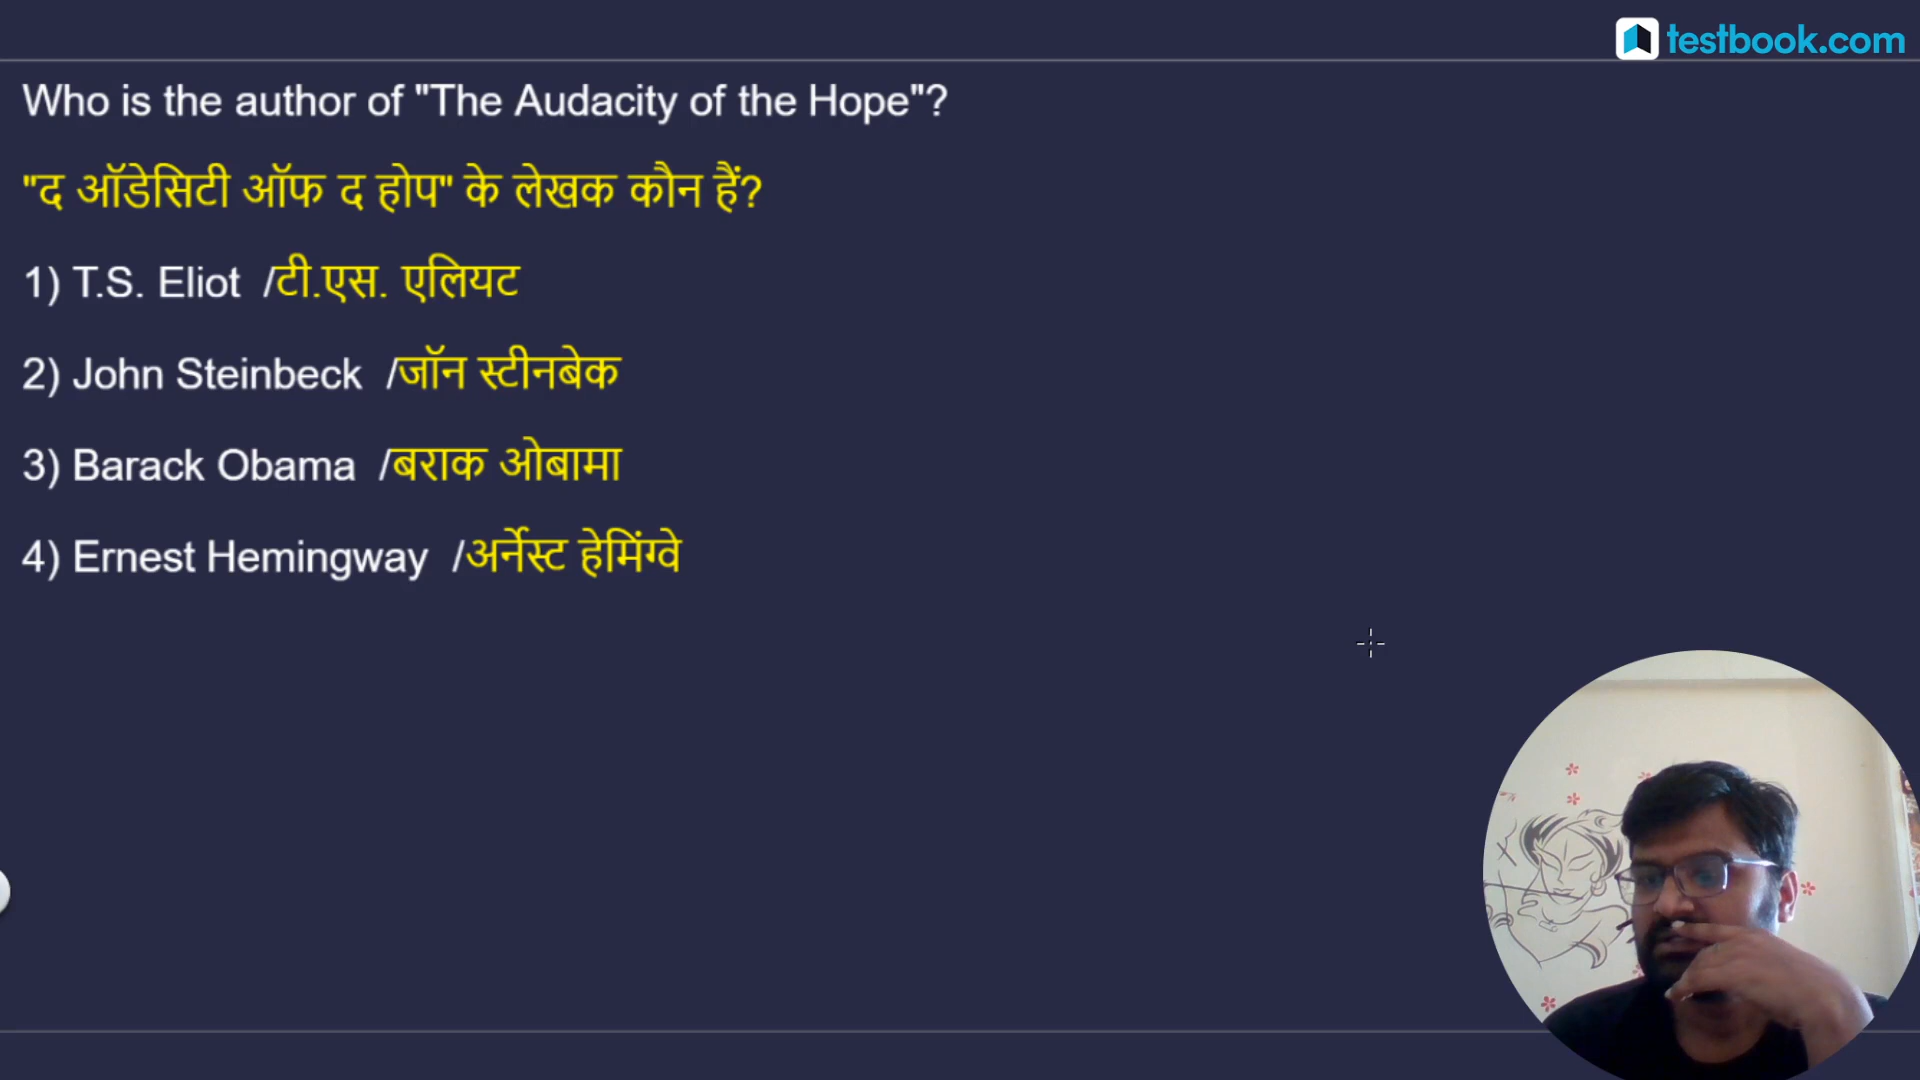 testbook.com
Who is the author of "The Audacity of the Hope"?
"द ऑडेसिटी ऑफ द होप" के लेखक कौन हैं?
1) T.S. Eliot /टी.एस. एलियट
2) John Steinbeck /जॉन स्टीनबेक
3) Barack Obama /बराक ओबामा
4) Ernest Hemingway /अर्नेस्ट हेमिंग्वे